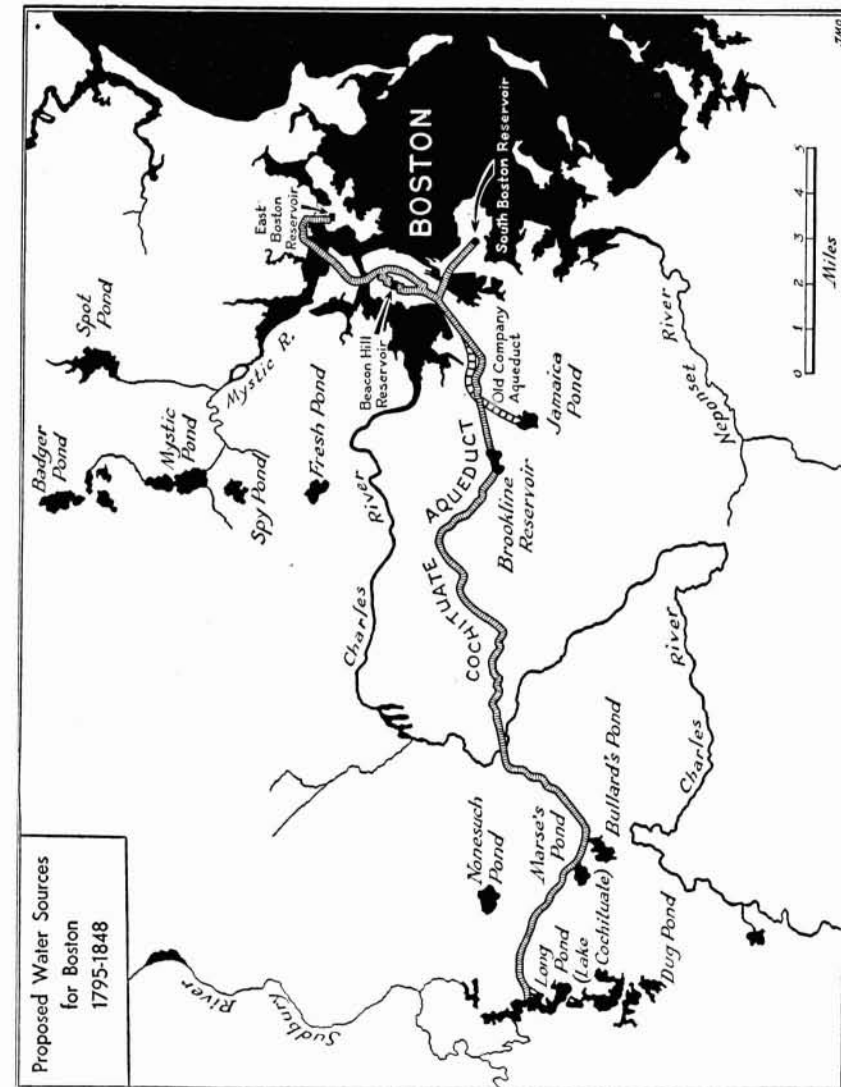 Proposed Water Sources
for Boston
1795-1848
Badger
Pond
Spot
Pond
Mystic
Pond
Mystic R.
Spy Pond
Fresh Pond
East
Boston
Reservoir
BOSTON
Beacon Hill
Reservoir
South Boston Reservoir
Old Company
Aqueduct
Jamaica
Pond
Charles
River
COCHITUATE
AQUEDUCT
Brookline
Reservoir
Neponset
River
Charles
River
Nonesuch
Pond
Marse's
Pond
Bullard's Pond
Sudbury
River
Long
Pond
(Lake
Cochituate)
Dug Pond
0 1 2 3 4 5
Miles